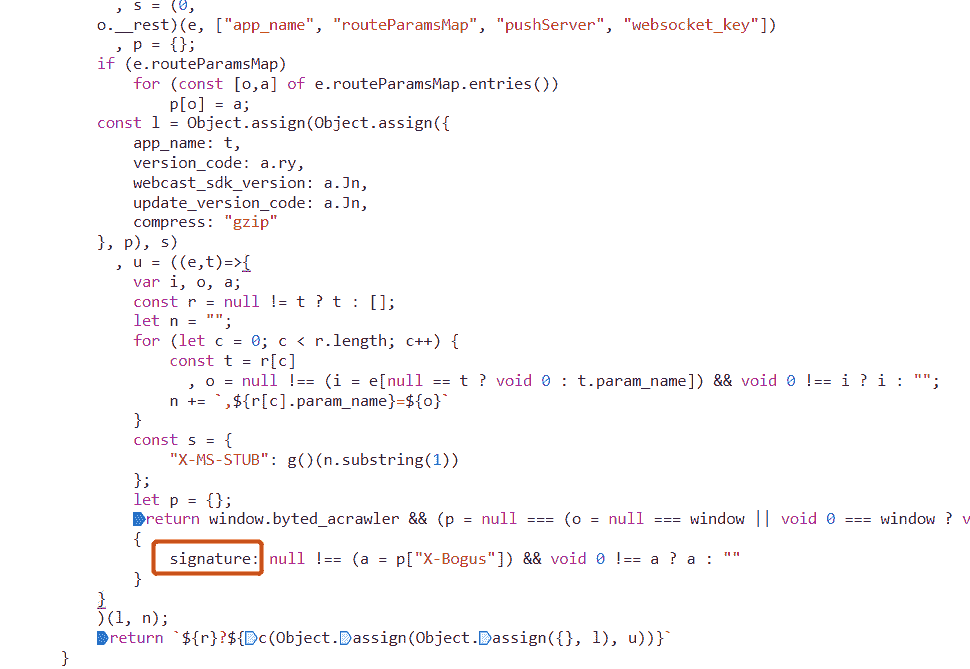 , s = (0,
o.__rest)(e, ["app_name", "routeParamsMap", "pushServer", "websocket_key"])
, p = {};
if (e.routeParamsMap)
for (const [o,a] of e.routeParamsMap.entries())
p[o] = a;
const l = Object.assign(Object.assign({
app_name: t,
version_code: a.ry,
webcast_sdk_version: a.Jn,
update_version_code: a.Jn,
compress: "gzip"
}, p), s)
, u = ((e,t)=>{
var i, o, a;
const r = null != t ? t : [];
let n = "";
for (let c = 0; c < r.length; c++) {
const t = r[c]
, o = null !== (i = e[null == t ? void 0 : t.param_name]) && void 0 !== i ? i : "";
n += `,${r[c].param_name}=${o}`
}
const s = {
"X-MS-STUB": g()(n.substring(1))
};
let p = {};
return window.byted_acrawler && (p = null === (o = null === window || void 0 === window ? v
{
signature: null !== (a = p["X-Bogus"]) && void 0 !== a ? a : ""
}
}
)(l, n);
return `${r}?${c(Object.assign(Object.assign({}, l), u))}`
}